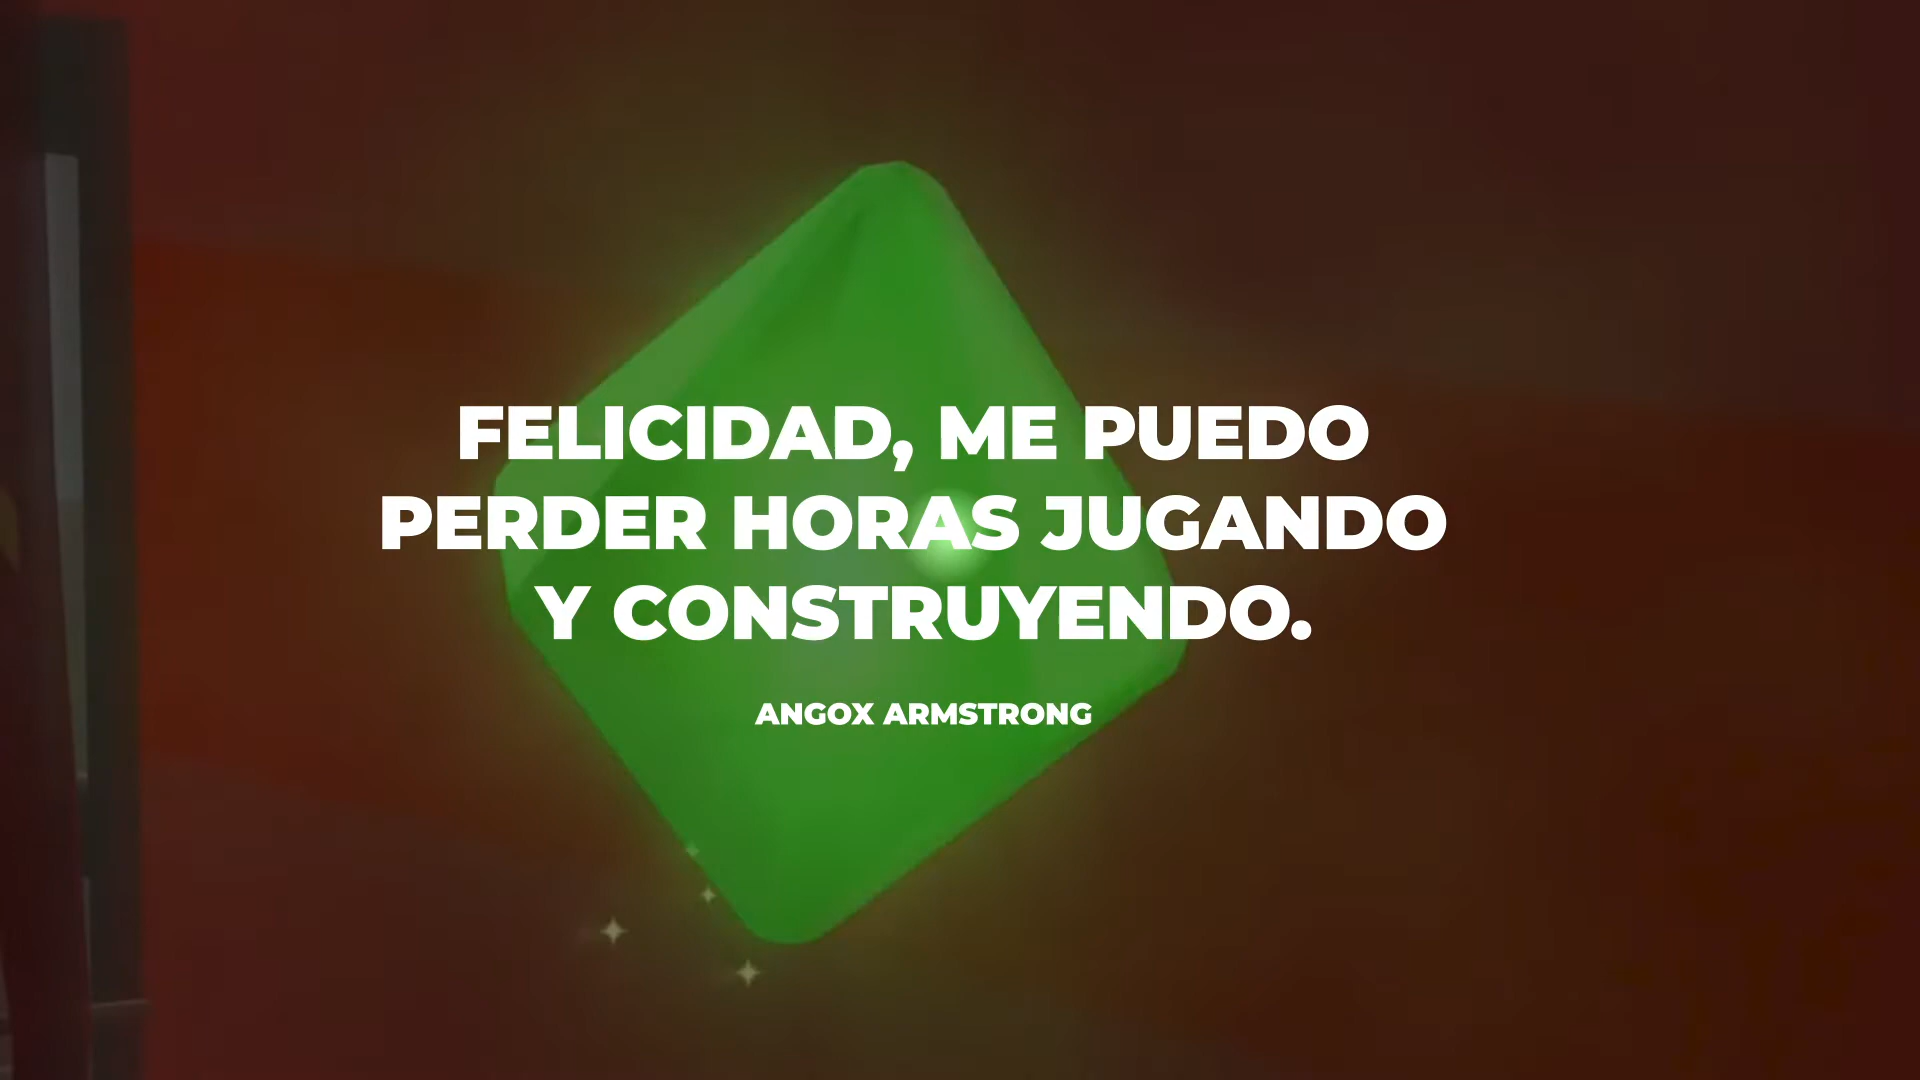 FELICIDAD, ME PUEDO
PERDER HORAS JUGANDO
Y CONSTRUYENDO.
ANGOX ARMSTRONG